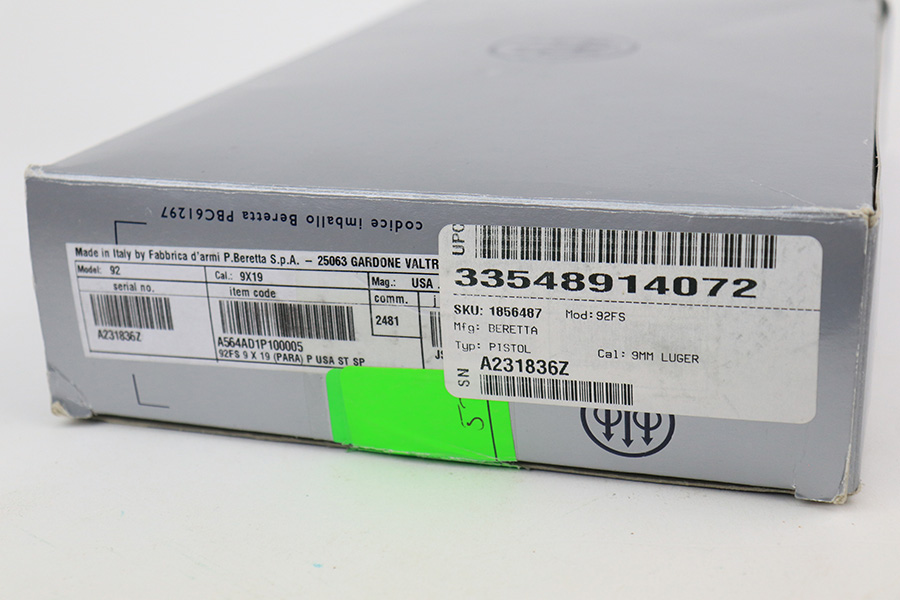 codice imballo Beretta PBC61297
Made in Italy by Fabbrica d'armi P.Beretta S.p.A. – 25063 GARDONE VALTR
Model: 92
Cal.: 9X19
Mag.: USA
serial no.
item code
comm.
2481
A231836Z
A564AD1P100005
92FS 9 X 19 (PARA) P USA ST SP
UPC
33548914072
SKU: 1856487
Mod:92FS
Mfg: BERETTA
Typ: PISTOL
Cal: 9MM LUGER
SN
A231836Z